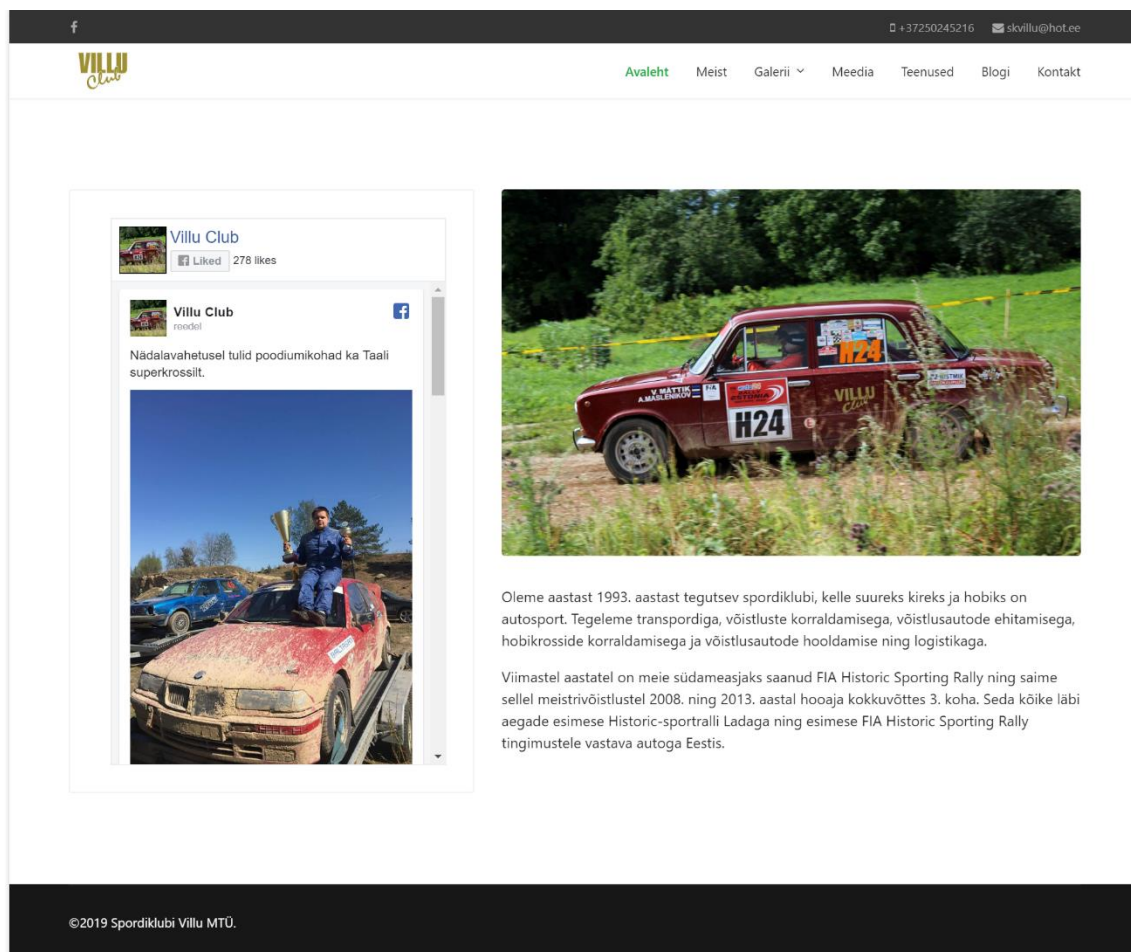 +37250245216 skvillu@hot.ee
VILLU
Club
Avaleht Meist Galerii Meedia Teenused Blogi Kontakt
Villu Club
Liked 278 likes
Villu Club
reedel
Nädalavahetusel tulid poodiumikohad ka Taali
superkrossilt.
H24
V. MÄTTIK
A.MASLENIKOV
FIA
ESTONIA
H24
VILLU
Club
Oleme aastast 1993. aastast tegutsev spordiklubi, kelle suureks kireks ja hobiks on
autosport. Tegeleme transpordiga, võistluste korraldamisega, võistlusautode ehitamisega,
hobikrosside korraldamisega ja võistlusautode hooldamise ning logistikaga.
Viimastel aastatel on meie südameasjaks saanud FIA Historic Sporting Rally ning saime
sellel meistrivõistlustel 2008. ning 2013. aastal hooaja kokkuvõttes 3. koha. Seda kõike läbi
aegade esimese Historic-sportralli Ladaga ning esimese FIA Historic Sporting Rally
tingimustele vastava autoga Eestis.
©2019 Spordiklubi Villu MTÜ.